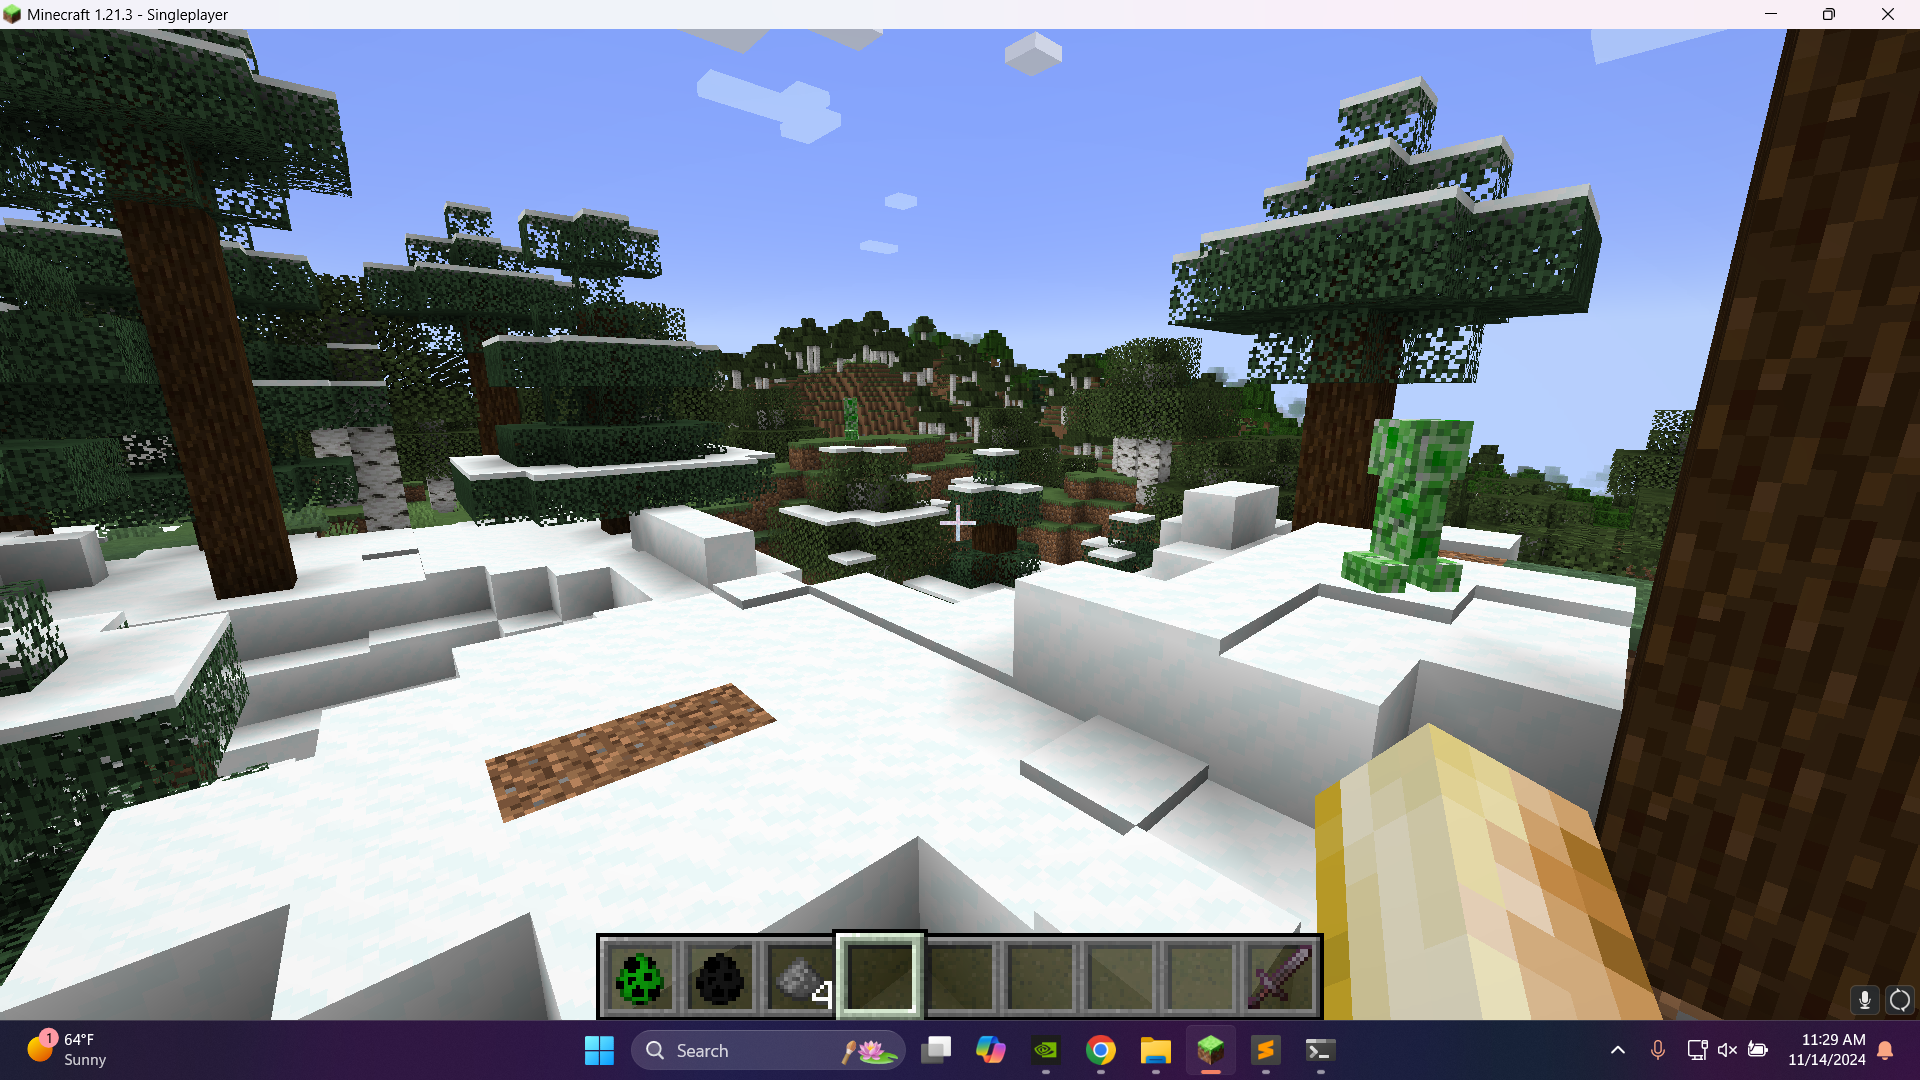 Minecraft 1.21.3 - Singleplayer
4
1
64°F
Sunny
Search
11:29 AM
11/14/2024